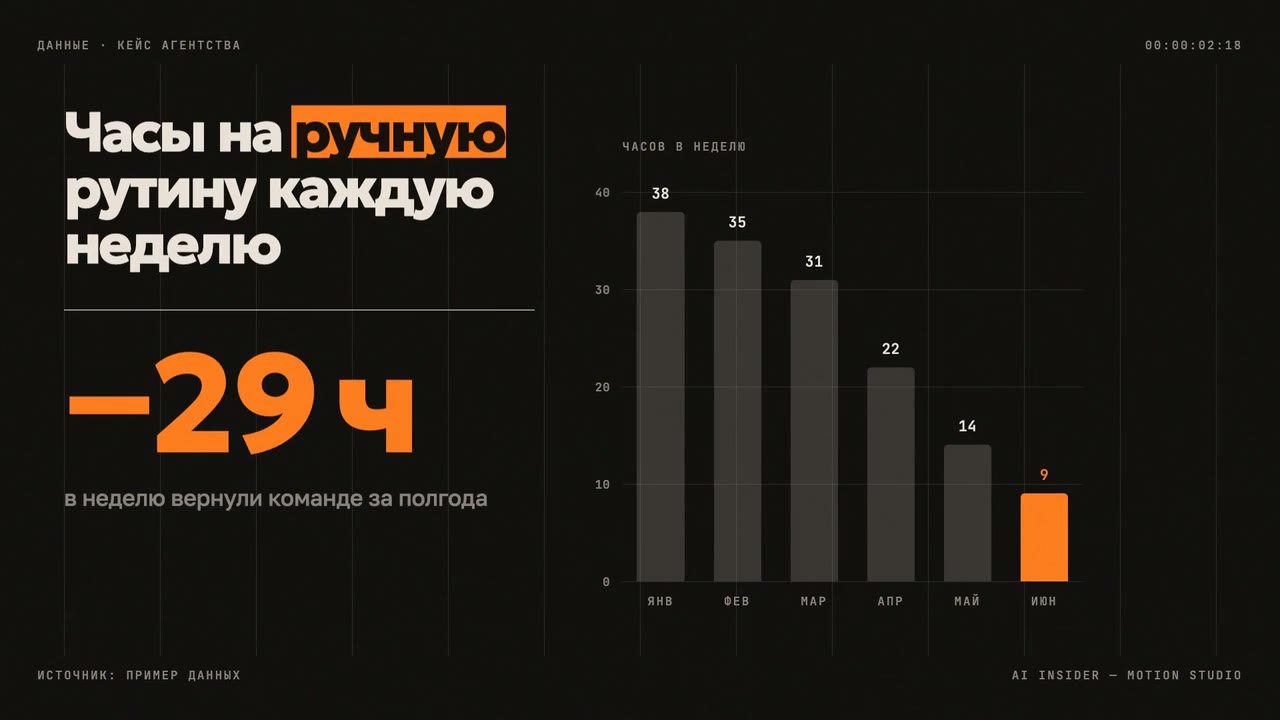 ДАННЫЕ · КЕЙС АГЕНТСТВА
00:00:02:18
Часы на ручную
рутину каждую
неделю
−29 ч
в неделю вернули команде за полгода
ЧАСОВ В НЕДЕЛЮ
40
30
20
10
0
38
35
31
22
14
9
ЯНВ
ФЕВ
МАР
АПР
МАЙ
ИЮН
ИСТОЧНИК: ПРИМЕР ДАННЫХ
AI INSIDER — MOTION STUDIO